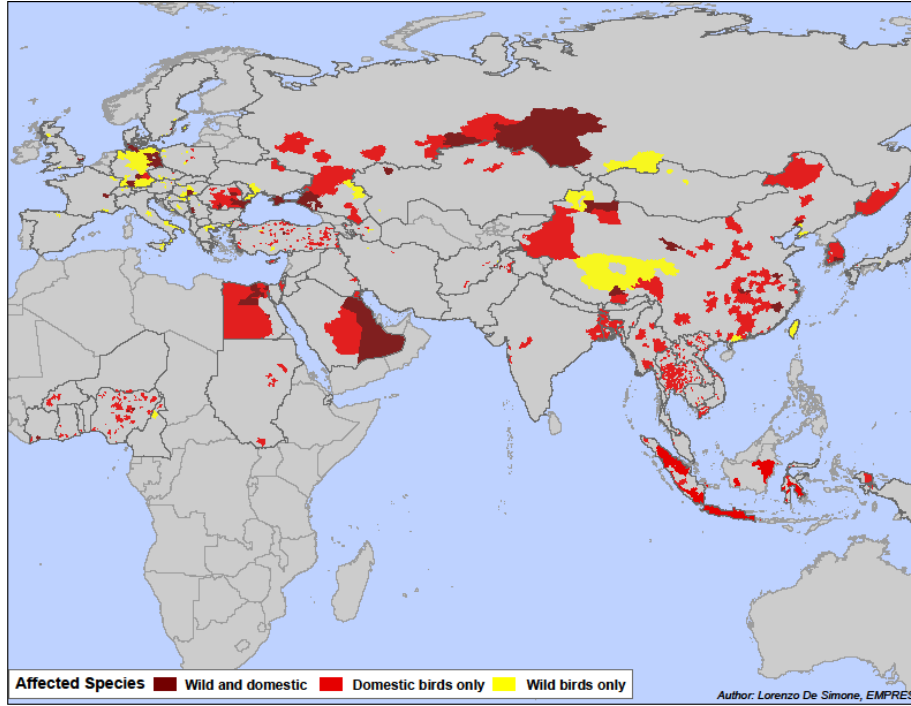 Affected Species Wild and domestic Domestic birds only Wild birds only
Author: Lorenzo De Simone, EMPRES